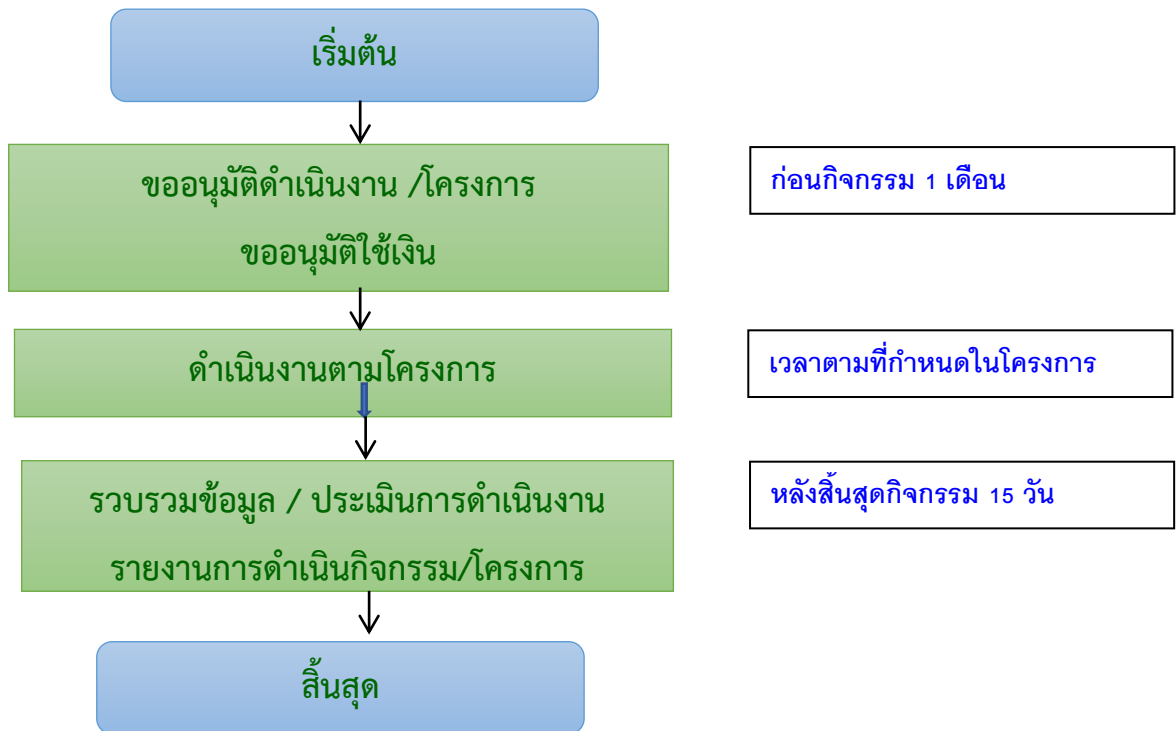 เริ่มต้น
ขออนุมัติดำเนินงาน /โครงการ
ขออนุมัติใช้เงิน
ก่อนกิจกรรม 1 เดือน
ดำเนินงานตามโครงการ
เวลาตามที่กำหนดในโครงการ
รวบรวมข้อมูล / ประเมินการดำเนินงาน
รายงานการดำเนินกิจกรรม/โครงการ
หลังสิ้นสุดกิจกรรม 15 วัน
สิ้นสุด